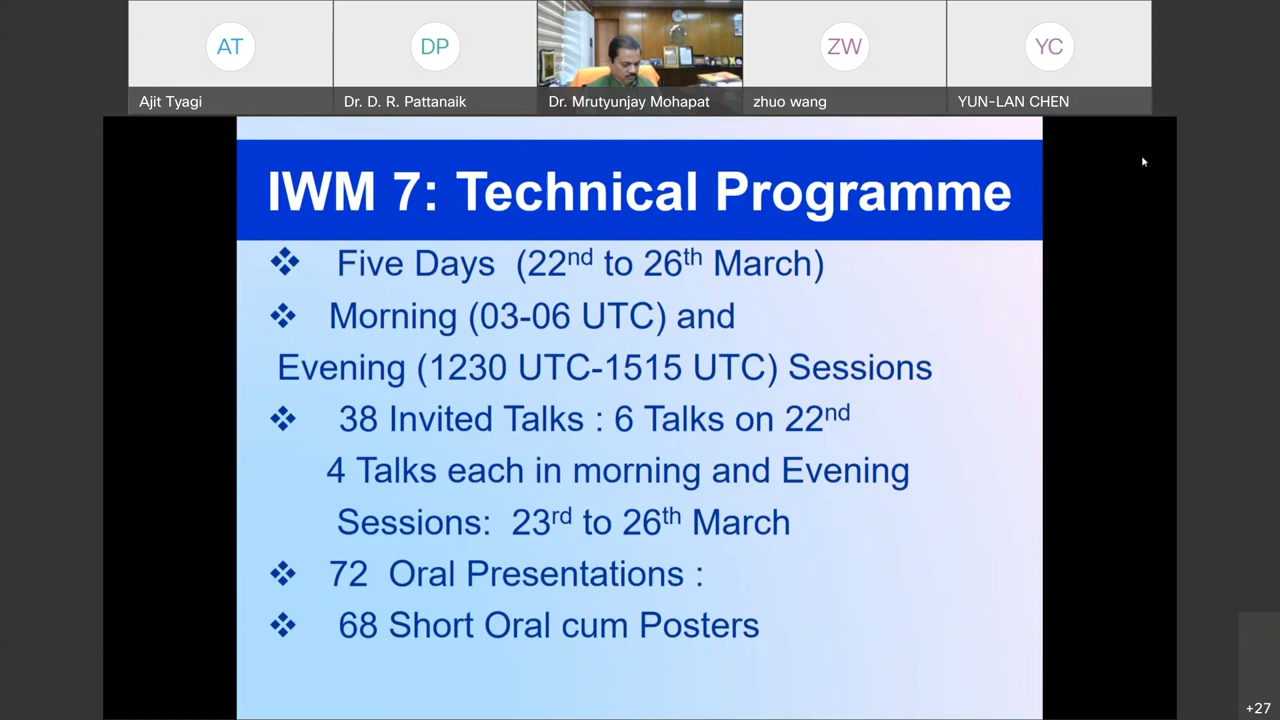 AT
DP
ZW
YC
Ajit Tyagi
Dr. D. R. Pattanaik
Dr. Mrutyunjay Mohapat
zhuo wang
YUN-LAN CHEN
IWM 7: Technical Programme
❖ Five Days (22nd to 26th March)
❖ Morning (03-06 UTC) and
Evening (1230 UTC-1515 UTC) Sessions
❖ 38 Invited Talks : 6 Talks on 22nd
4 Talks each in morning and Evening
Sessions: 23rd to 26th March
❖ 72 Oral Presentations :
❖ 68 Short Oral cum Posters
+27